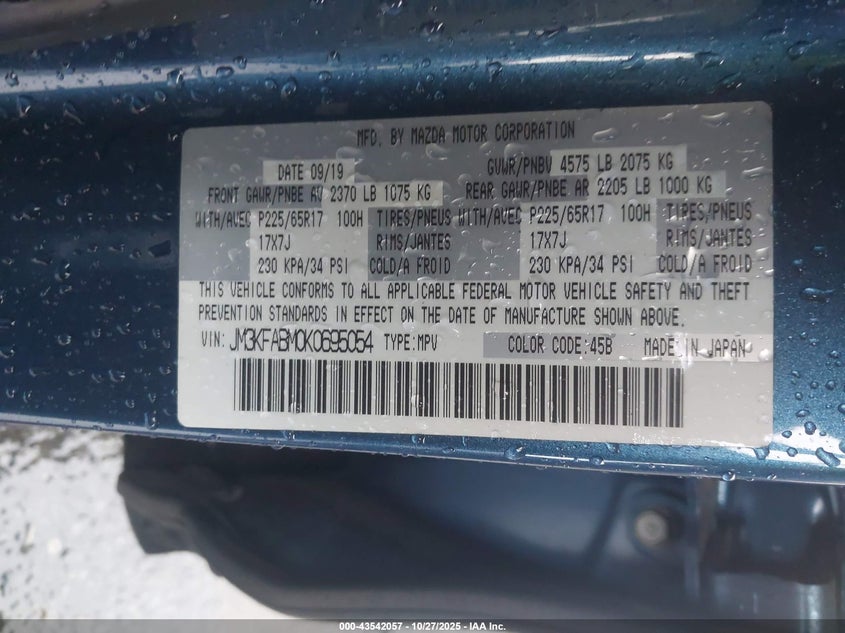 MFD. BY MAZDA MOTOR CORPORATION
DATE 09/19 GVWR/PNBV 4575 LB 2075 KG
FRONT GAWR/PNBE AV 2370 LB 1075 KG REAR GAWR/PNBE AR 2205 LB 1000 KG
WITH/AVEC P225/65R17 100H TIRES/PNEUS WITH/AVEC P225/65R17 100H TIRES/PNEUS
17X7J RIMS/JANTES 17X7J RIMS/JANTES
230 KPA/34 PSI COLD/A FROID 230 KPA/34 PSI COLD/A FROID
THIS VEHICLE CONFORMS TO ALL APPLICABLE FEDERAL MOTOR VEHICLE SAFETY AND THEFT
PREVENTION STANDARDS IN EFFECT ON THE DATE OF MANUFACTURE SHOWN ABOVE.
VIN: JM3KFABM0K0695054 TYPE:MPV COLOR CODE:45B MADE IN JAPAN
000-43542057 - 10/27/2025 - IAA Inc.